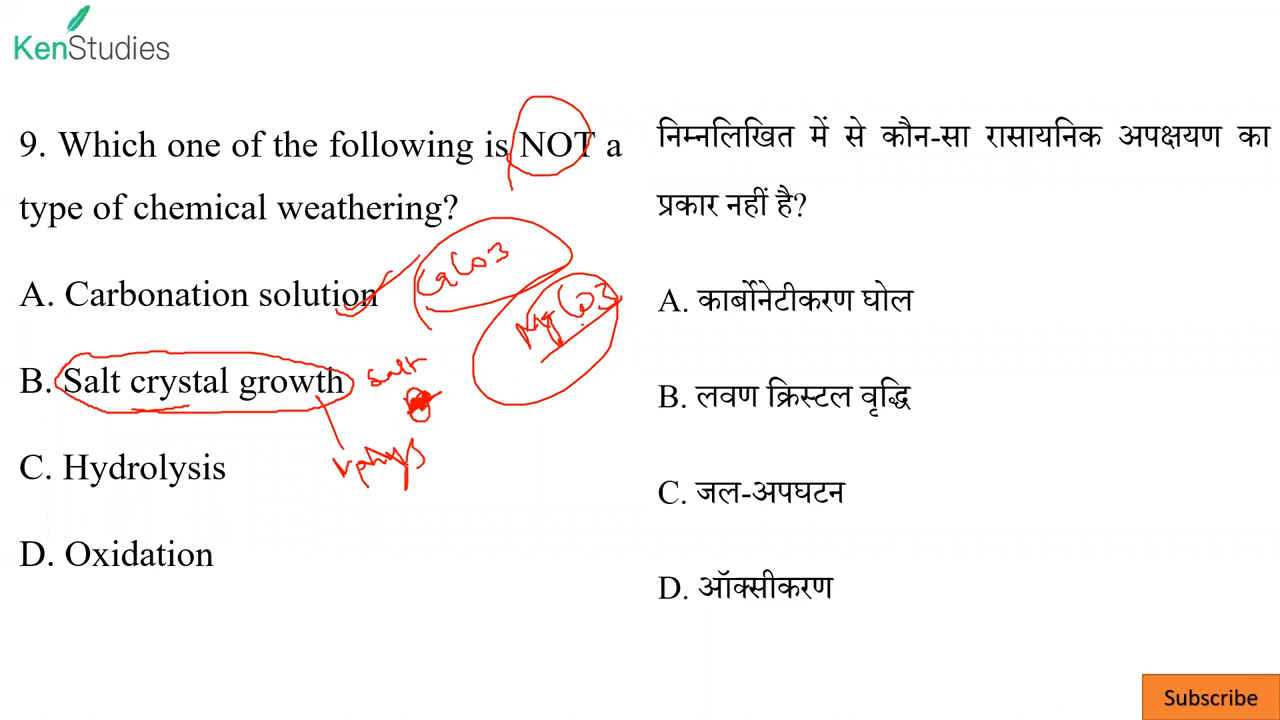 KenStudies
9. Which one of the following is NOT a
type of chemical weathering?
A. Carbonation solution
CaCo3
MgCo3
B. Salt crystal growth
salt
phys
C. Hydrolysis
D. Oxidation
निम्नलिखित में से कौन-सा रासायनिक अपक्षयण का
प्रकार नहीं है?
A. कार्बोनेटीकरण घोल
B. लवण क्रिस्टल वृद्धि
C. जल-अपघटन
D. ऑक्सीकरण
Subscribe